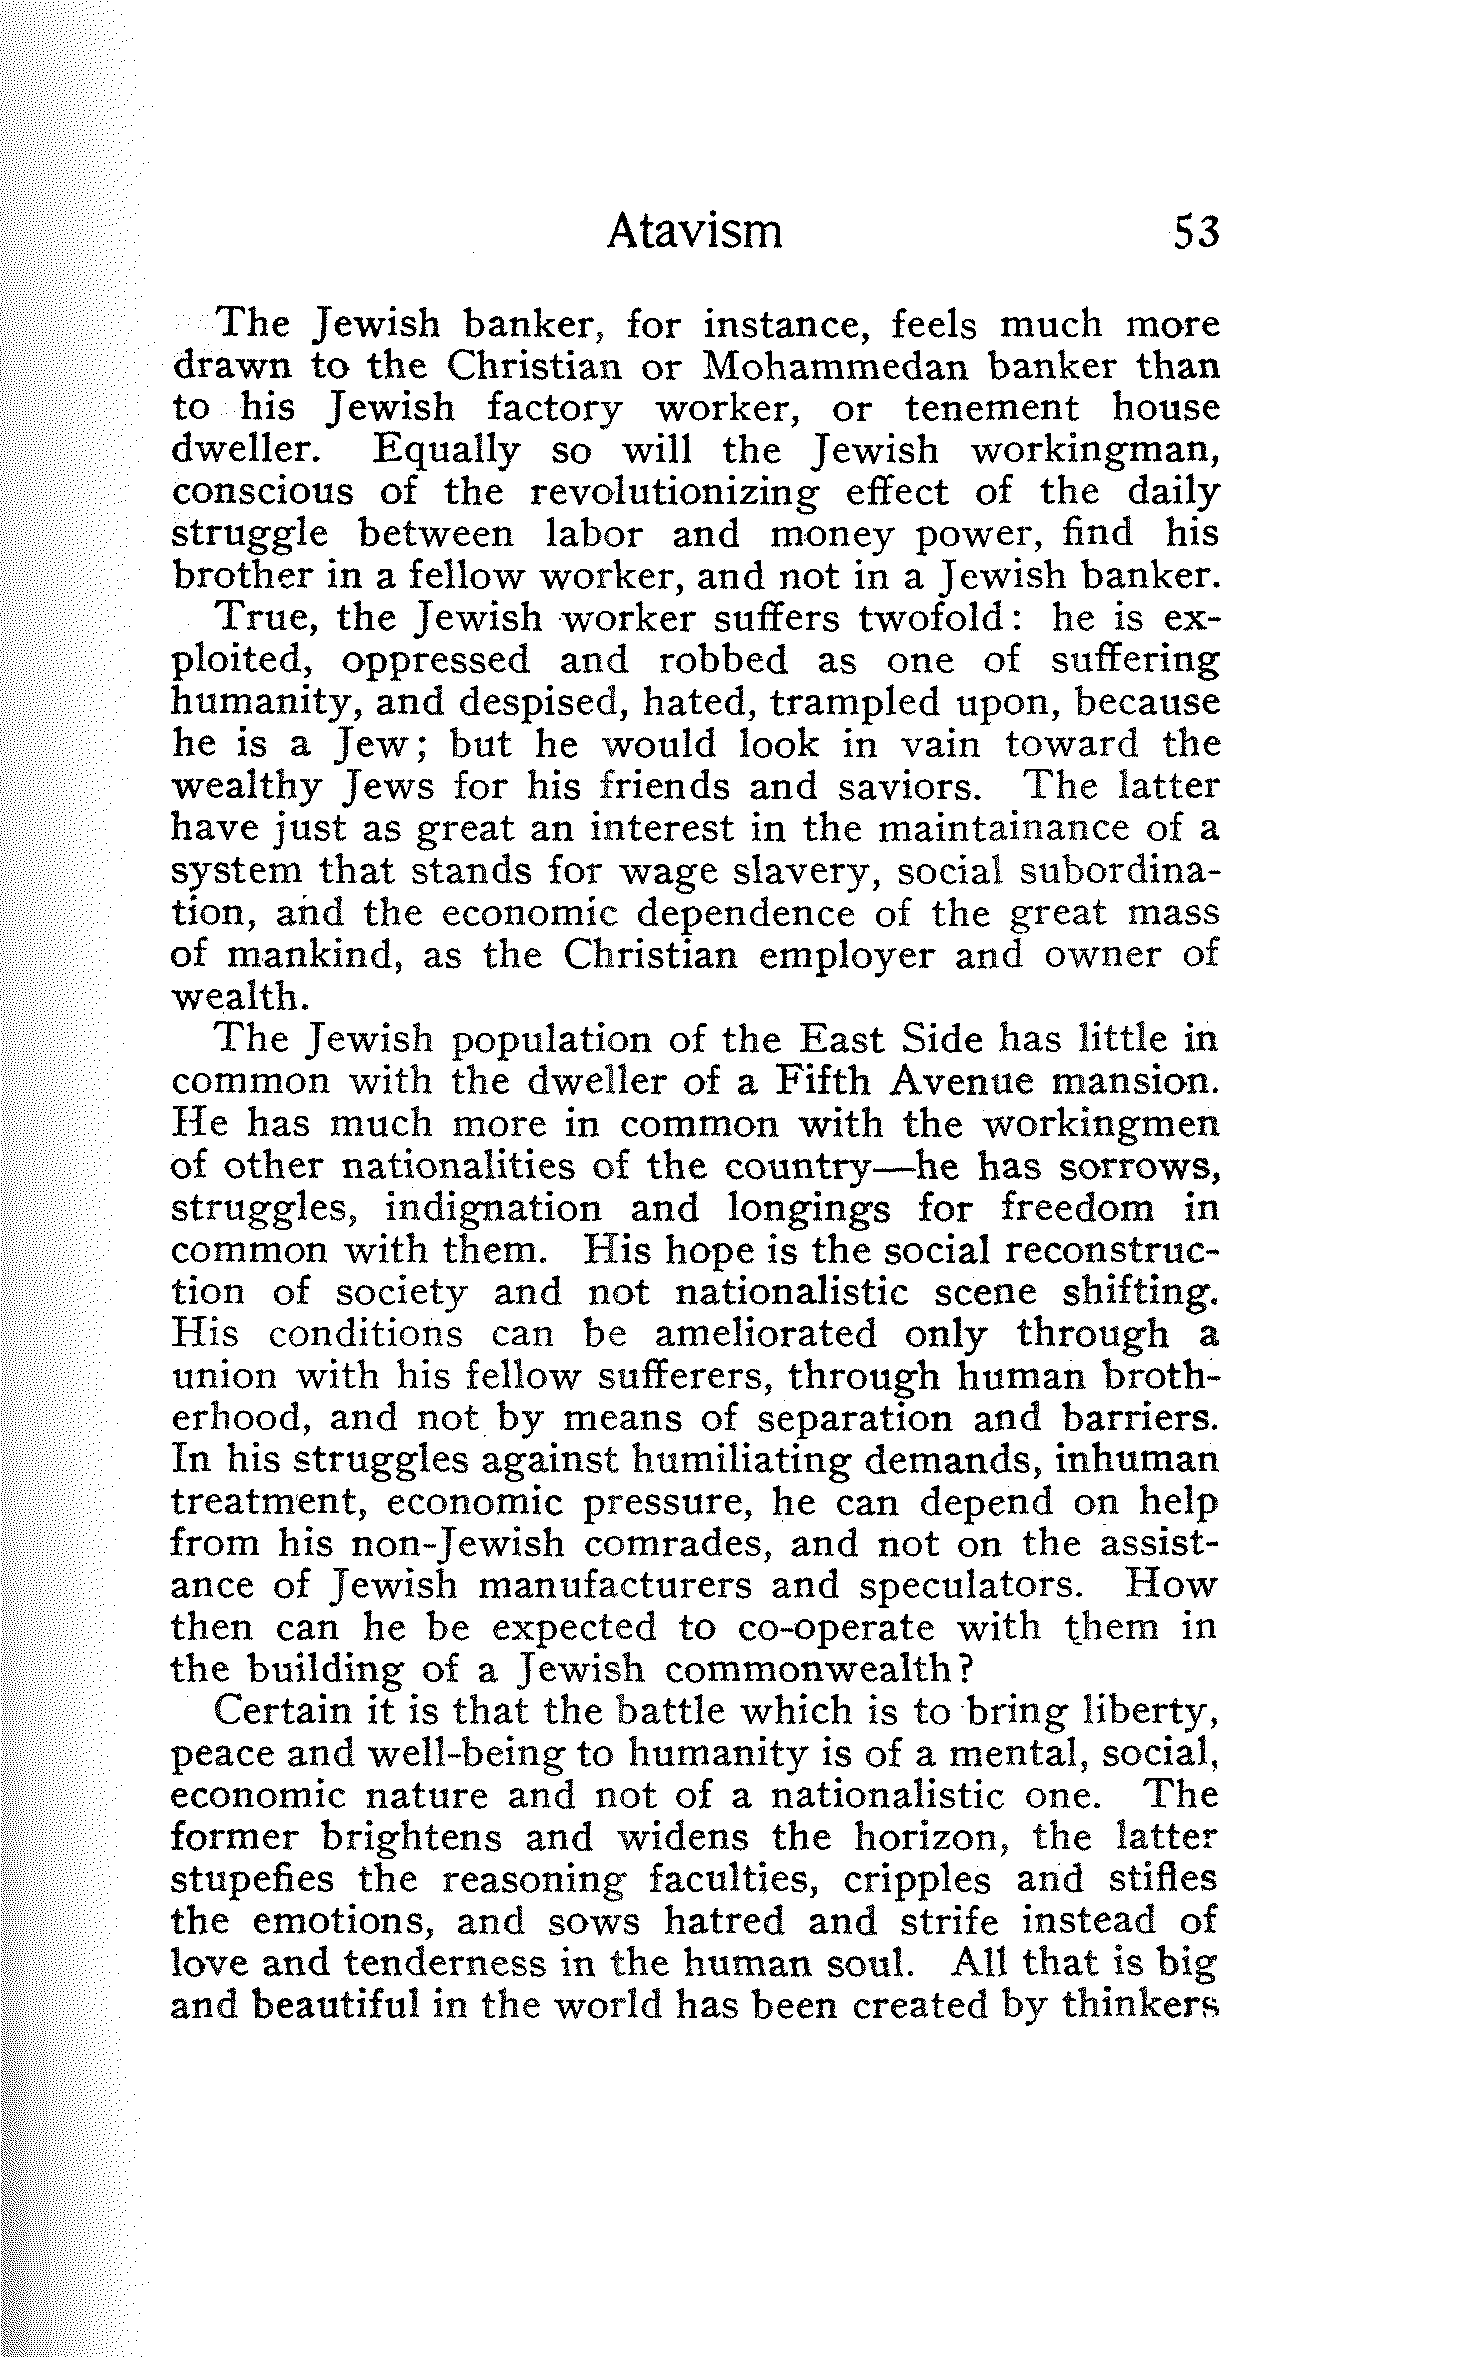 Atavism 53
The Jewish banker, for instance, feels much more
drawn to the Christian or Mohammedan banker than
to his Jewish factory worker, or tenement house
dweller. Equally so will the Jewish workingman,
conscious of the revolutionizing effect of the daily
struggle between labor and money power, find his
brother in a fellow worker, and not in a Jewish banker.
True, the Jewish worker suffers twofold: he is ex-
ploited, oppressed and robbed as one of suffering
humanity, and despised, hated, trampled upon, because
he is a Jew; but he would look in vain toward the
wealthy Jews for his friends and saviors. The latter
have just as great an interest in the maintainance of a
system that stands for wage slavery, social subordina-
tion, and the economic dependence of the great mass
of mankind, as the Christian employer and owner of
wealth.
The Jewish population of the East Side has little in
common with the dweller of a Fifth Avenue mansion.
He has much more in common with the workingmen
of other nationalities of the country—he has sorrows,
struggles, indignation and longings for freedom in
common with them. His hope is the social reconstruc-
tion of society and not nationalistic scene shifting.
His conditions can be ameliorated only through a
union with his fellow sufferers, through human broth-
erhood, and not by means of separation and barriers.
In his struggles against humiliating demands, inhuman
treatment, economic pressure, he can depend on help
from his non-Jewish comrades, and not on the assist-
ance of Jewish manufacturers and speculators. How
then can he be expected to co-operate with them in
the building of a Jewish commonwealth?
Certain it is that the battle which is to bring liberty,
peace and well-being to humanity is of a mental, social,
economic nature and not of a nationalistic one. The
former brightens and widens the horizon, the latter
stupefies the reasoning faculties, cripples and stifles
the emotions, and sows hatred and strife instead of
love and tenderness in the human soul. All that is big
and beautiful in the world has been created by thinkers